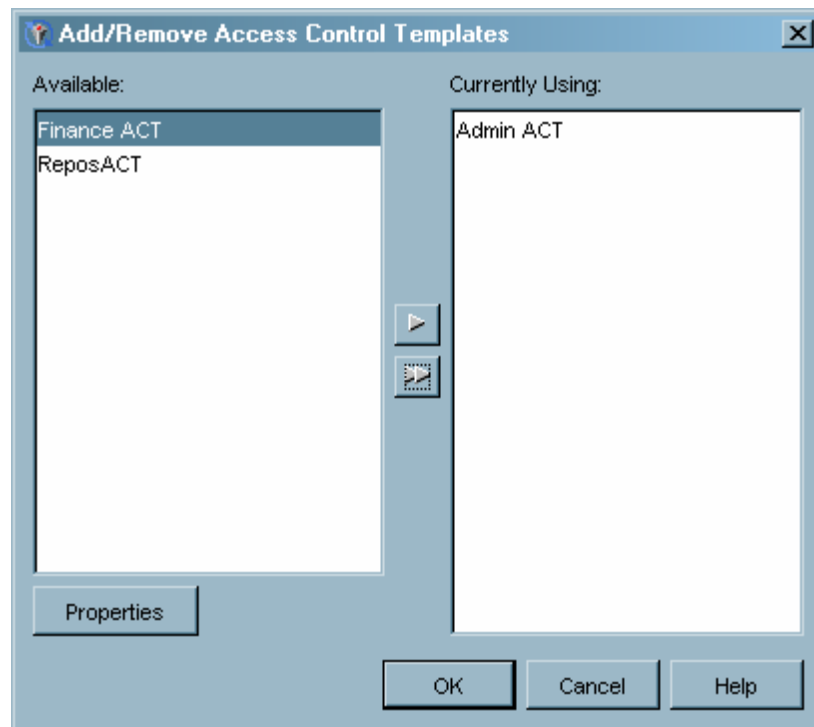 Add/Remove Access Control Templates
Available:
Currently Using:
Finance ACT
Admin ACT
ReposACT
Properties
OK
Cancel
Help